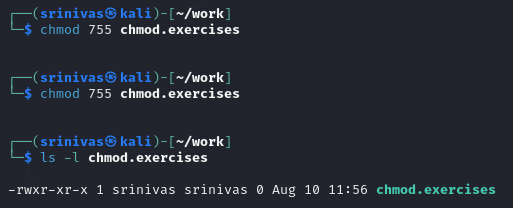 ┌──(srinivas㉿kali)-[~/work]
└─$ chmod 755 chmod.exercises
┌──(srinivas㉿kali)-[~/work]
└─$ chmod 755 chmod.exercises
┌──(srinivas㉿kali)-[~/work]
└─$ ls -l chmod.exercises
-rwxr-xr-x 1 srinivas srinivas 0 Aug 10 11:56 chmod.exercises